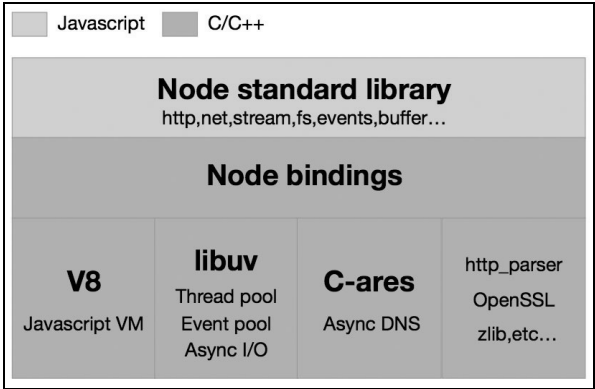 Javascript
C/C++
Node standard library
http,net,stream,fs,events,buffer…
Node bindings
V8
Javascript VM
libuv
Thread pool
Event pool
Async I/O
C-ares
Async DNS
http_parser
OpenSSL
zlib,etc…